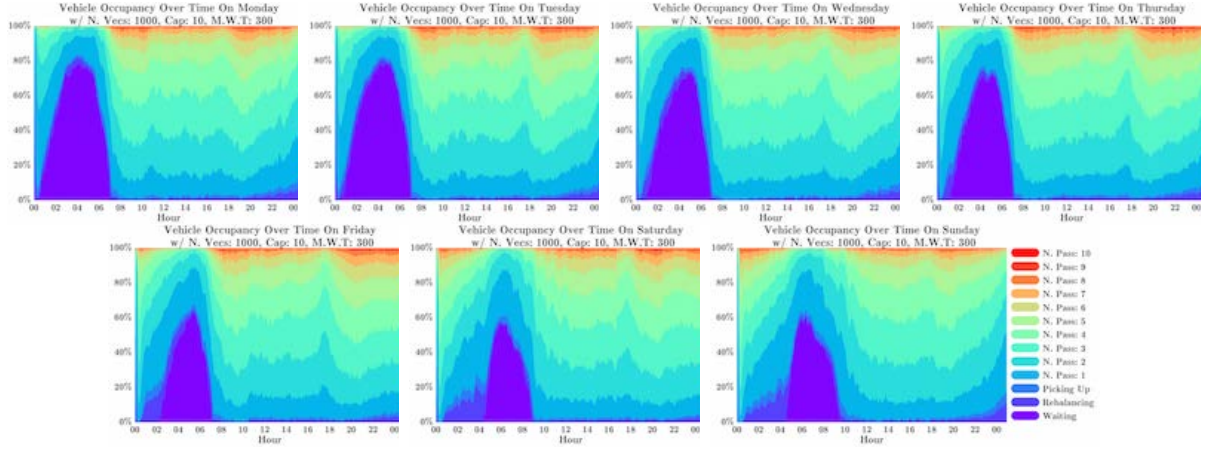 Vehicle Occupancy Over Time On Monday
w/ N. Vecs: 1000, Cap: 10, M.W.T: 300
100%
80%
60%
40%
20%
0%
00 02 04 06 08 10 12 14 16 18 20 22 00
Hour
Vehicle Occupancy Over Time On Tuesday
w/ N. Vecs: 1000, Cap: 10, M.W.T: 300
100%
80%
60%
40%
20%
0%
00 02 04 06 08 10 12 14 16 18 20 22 00
Hour
Vehicle Occupancy Over Time On Wednesday
w/ N. Vecs: 1000, Cap: 10, M.W.T: 300
100%
80%
60%
40%
20%
0%
00 02 04 06 08 10 12 14 16 18 20 22 00
Hour
Vehicle Occupancy Over Time On Thursday
w/ N. Vecs: 1000, Cap: 10, M.W.T: 300
100%
80%
60%
40%
20%
0%
00 02 04 06 08 10 12 14 16 18 20 22 00
Hour
Vehicle Occupancy Over Time On Friday
w/ N. Vecs: 1000, Cap: 10, M.W.T: 300
100%
80%
60%
40%
20%
0%
00 02 04 06 08 10 12 14 16 18 20 22 00
Hour
Vehicle Occupancy Over Time On Saturday
w/ N. Vecs: 1000, Cap: 10, M.W.T: 300
100%
80%
60%
40%
20%
0%
00 02 04 06 08 10 12 14 16 18 20 22 00
Hour
Vehicle Occupancy Over Time On Sunday
w/ N. Vecs: 1000, Cap: 10, M.W.T: 300
100%
80%
60%
40%
20%
0%
00 02 04 06 08 10 12 14 16 18 20 22 00
Hour
N. Pass: 10
N. Pass: 9
N. Pass: 8
N. Pass: 7
N. Pass: 6
N. Pass: 5
N. Pass: 4
N. Pass: 3
N. Pass: 2
N. Pass: 1
Picking Up
Rebalancing
Waiting